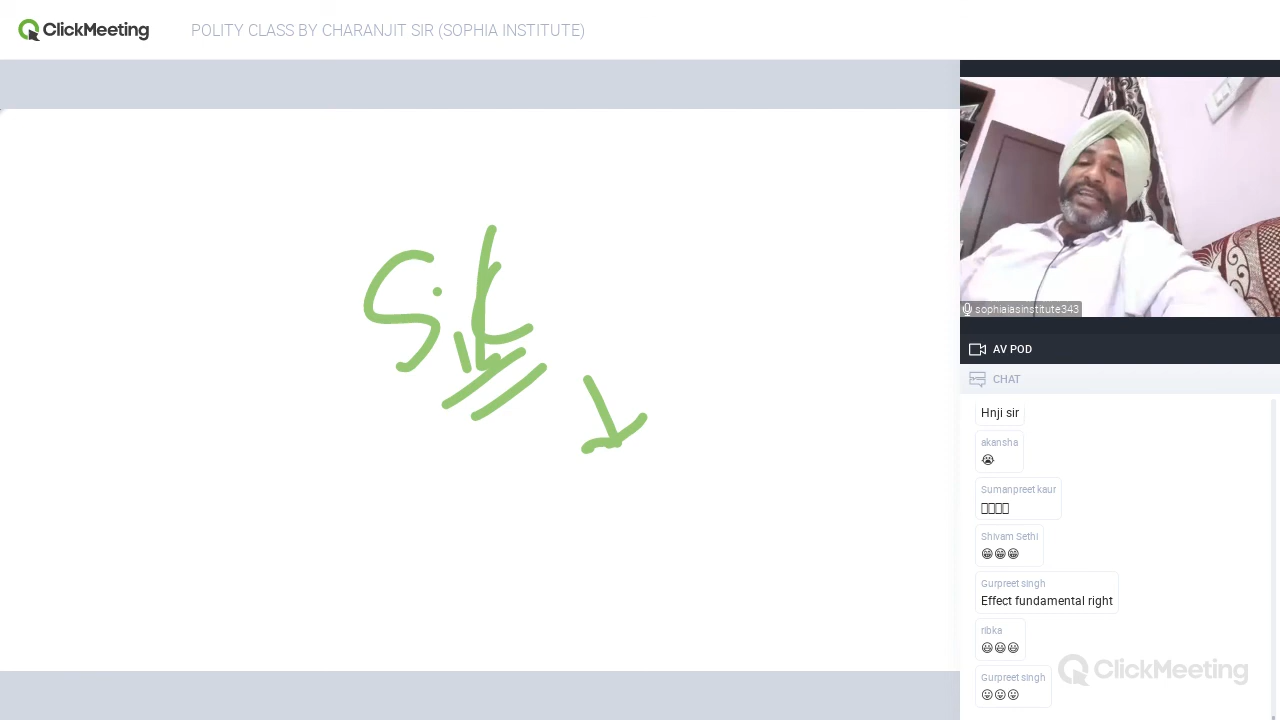 ClickMeeting
POLITY CLASS BY CHARANJIT SIR (SOPHIA INSTITUTE)
sophiaiasinstitute343
AV POD
CHAT
Hnji sir
akansha
😭
Sumanpreet kaur
Shivam Sethi
😁😁😁
Gurpreet singh
Effect fundamental right
ribka
😃😃😃
Gurpreet singh
😛😛😛
ClickMeeting